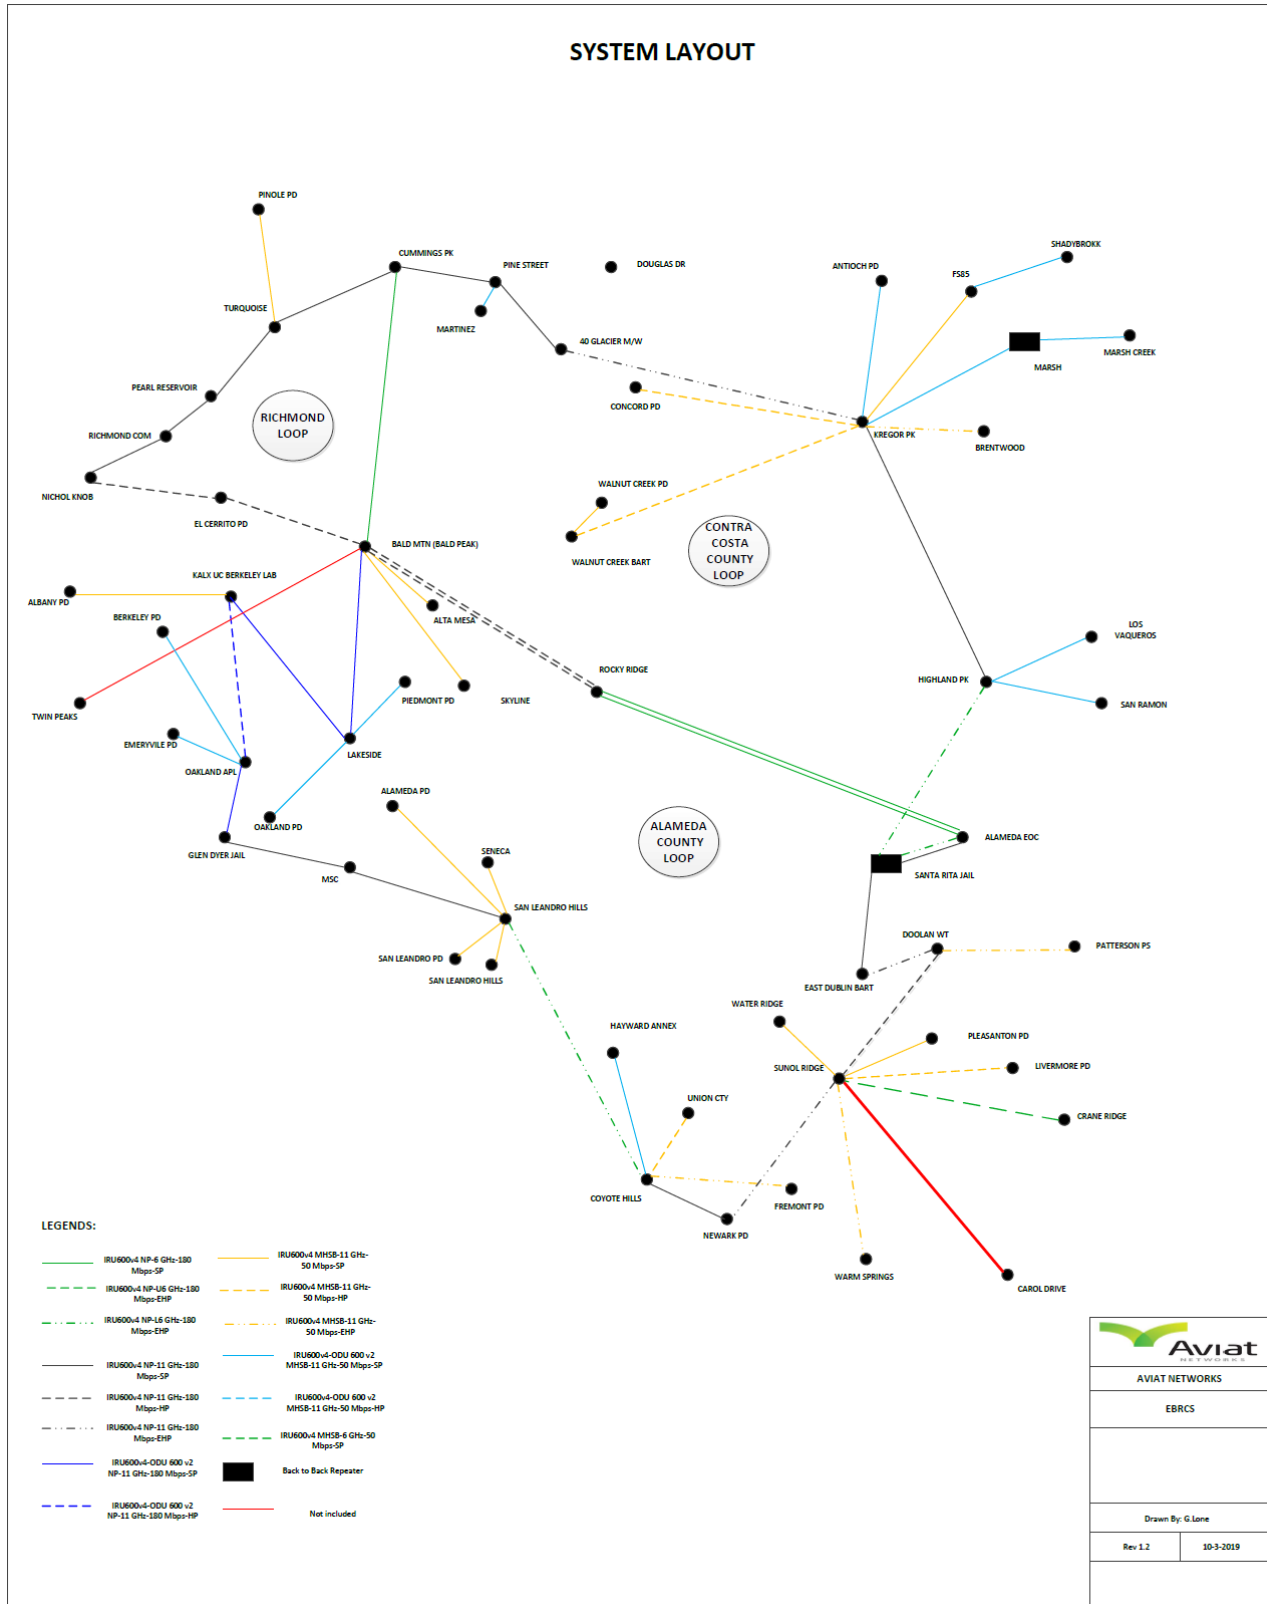 SYSTEM LAYOUT
PINOLE PD
CUMMINGS PK
PINE STREET
DOUGLAS DR
ANTIOCH PD
SHADYBROKK
FS85
TURQUOISE
MARTINEZ
40 GLACIER M/W
MARSH
MARSH CREEK
PEARL RESERVOIR
CONCORD PD
RICHMOND
LOOP
RICHMOND COM
KREGOR PK
BRENTWOOD
NICHOL KNOB
WALNUT CREEK PD
EL CERRITO PD
CONTRA
COSTA
COUNTY
LOOP
BALD MTN (BALD PEAK)
WALNUT CREEK BART
KALX UC BERKELEY LAB
ALBANY PD
BERKELEY PD
ALTA MESA
LOS
VAQUEROS
ROCKY RIDGE
HIGHLAND PK
PIEDMONT PD
SKYLINE
SAN RAMON
TWIN PEAKS
EMERYVILE PD
LAKESIDE
OAKLAND APL
ALAMEDA PD
OAKLAND PD
ALAMEDA
COUNTY
LOOP
ALAMEDA EOC
GLEN DYER JAIL
SENECA
MSC
SANTA RITA JAIL
SAN LEANDRO HILLS
DOOLAN WT
PATTERSON PS
SAN LEANDRO PD
SAN LEANDRO HILLS
EAST DUBLIN BART
WATER RIDGE
HAYWARD ANNEX
PLEASANTON PD
SUNOL RIDGE
LIVERMORE PD
UNION CTY
CRANE RIDGE
COYOTE HILLS
FREMONT PD
NEWARK PD
WARM SPRINGS
CAROL DRIVE
LEGENDS:
IRU600v4 NP-6 GHz-180
Mbps-SP
IRU600v4 NP-U6 GHz-180
Mbps-EHP
IRU600v4 NP-L6 GHz-180
Mbps-EHP
IRU600v4 NP-11 GHz-180
Mbps-SP
IRU600v4 NP-11 GHz-180
Mbps-HP
IRU600v4 NP-11 GHz-180
Mbps-EHP
IRU600v4-ODU 600 v2
NP-11 GHz-180 Mbps-SP
IRU600v4-ODU 600 v2
NP-11 GHz-180 Mbps-HP
IRU600v4 MHSB-11 GHz-
50 Mbps-SP
IRU600v4 MHSB-11 GHz-
50 Mbps-HP
IRU600v4 MHSB-11 GHz-
50 Mbps-EHP
IRU600v4-ODU 600 v2
MHSB-11 GHz-50 Mbps-SP
IRU600v4-ODU 600 v2
MHSB-11 GHz-50 Mbps-HP
IRU600v4 MHSB-6 GHz-50
Mbps-SP
Back to Back Repeater
Not included
Aviat
NETWORKS
AVIAT NETWORKS
EBRCS
Drawn By: G.Lone
Rev 1.2
10-3-2019